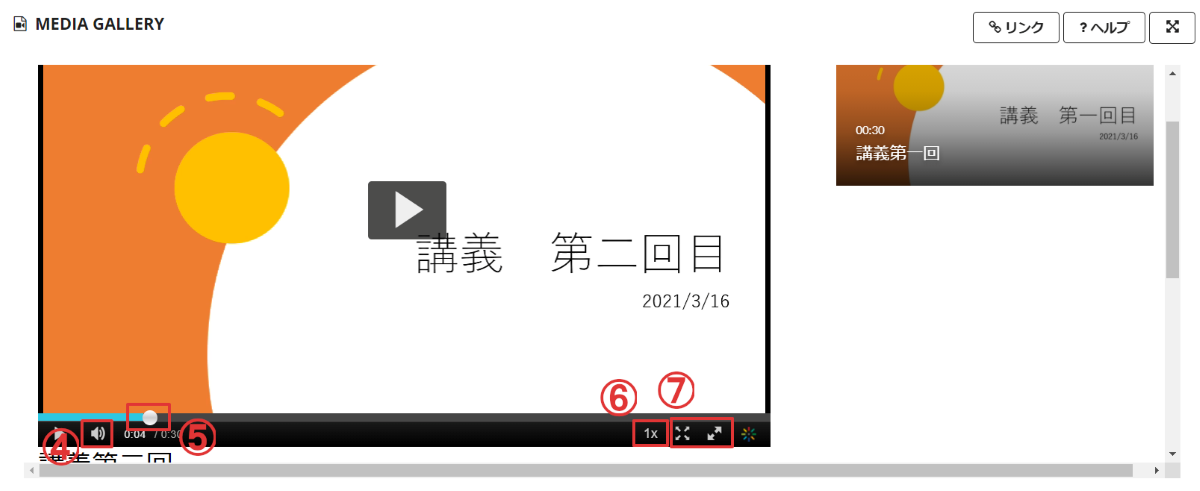 MEDIA GALLERY
リンク
? ヘルプ
講義　第二回目
2021/3/16
講義　第一回目
2021/3/16
00:30
講義第一回
④
⑤
⑥
⑦
0:04 / 0:30
1x
講義第二回